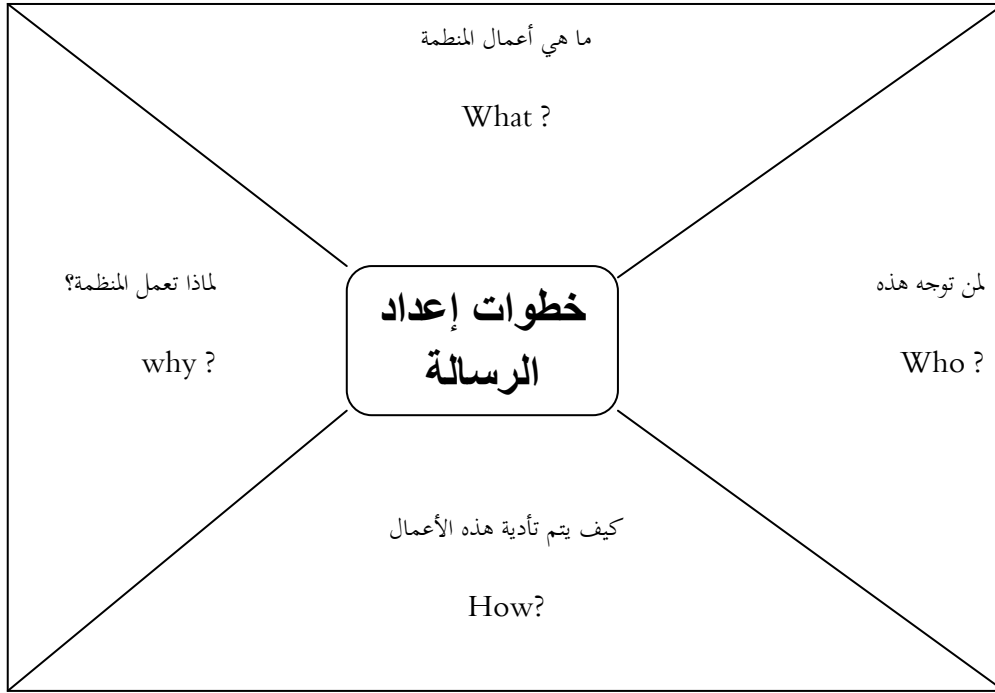 ما هي أعمال المنطمة
What ?
لمن توجه هذه
Who ?
خطوات إعداد
الرسالة
لماذا تعمل المنظمة؟
why ?
كيف يتم تأدية هذه الأعمال
How?